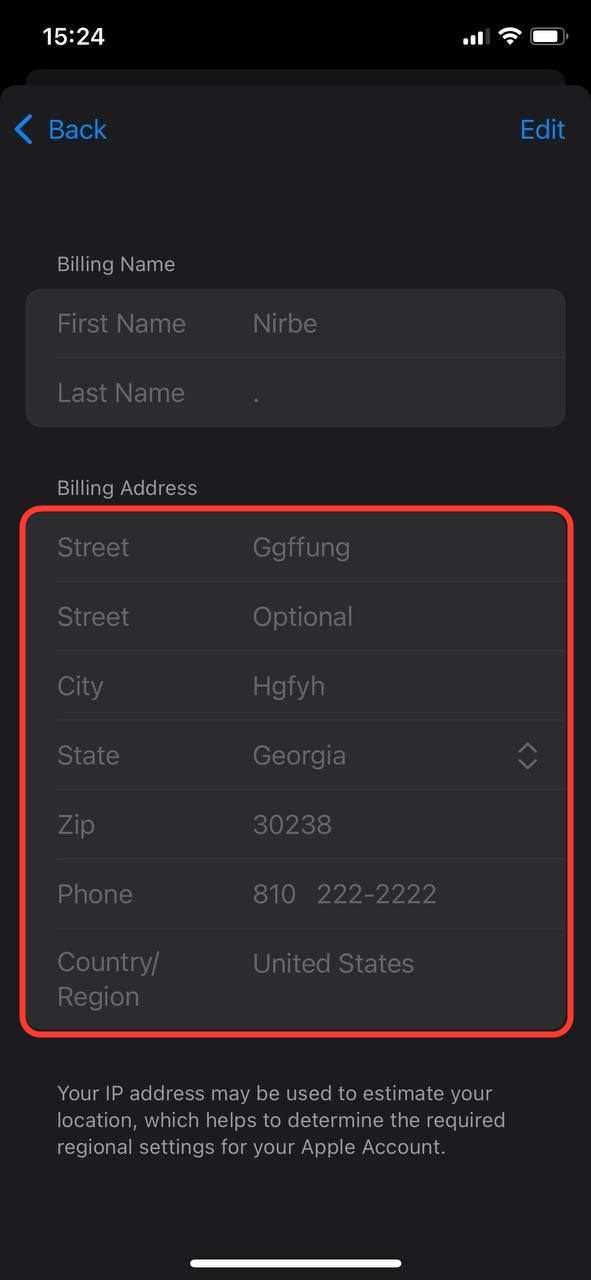 15:24
Back Edit
Billing Name
First Name Nirbe
Last Name .
Billing Address
Street Ggffung
Street Optional
City Hgfyh
State Georgia
Zip 30238
Phone 810 222-2222
Country/ United States
Region
Your IP address may be used to estimate your
location, which helps to determine the required
regional settings for your Apple Account.